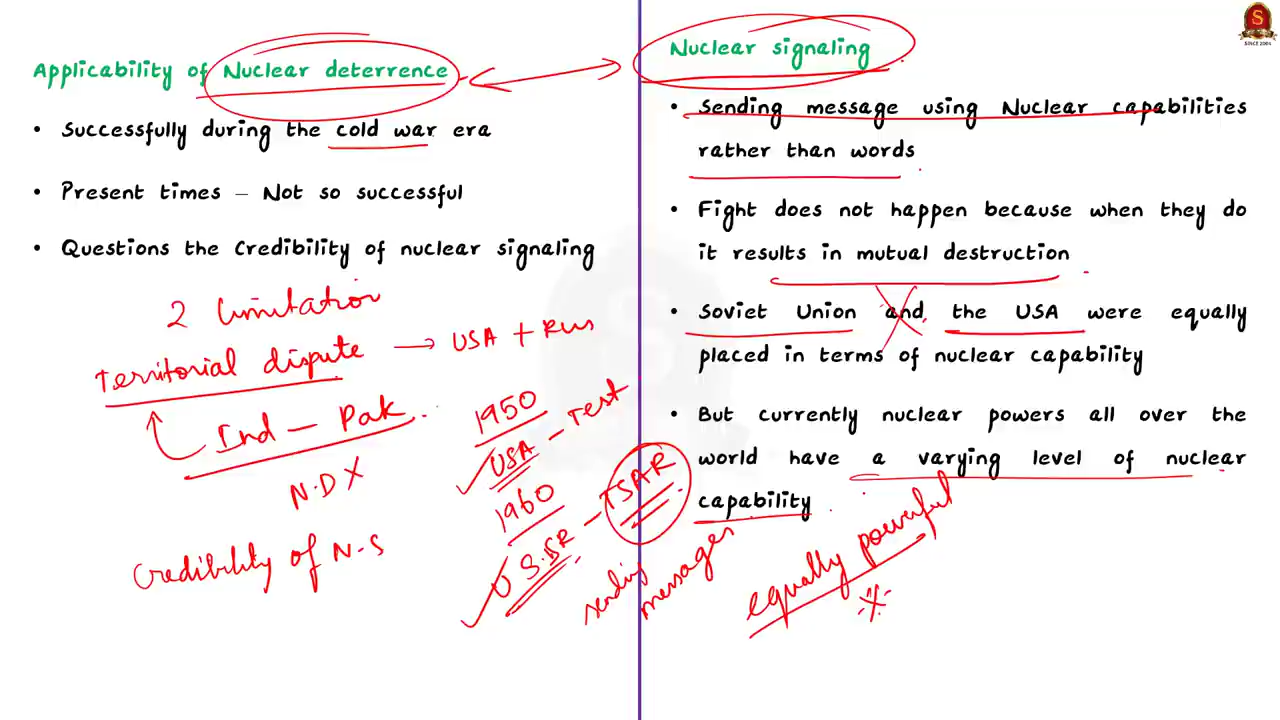 Applicability of Nuclear deterrence
• Successfully during the cold war era
• Present times – Not so successful
• Questions the Credibility of nuclear signaling
2 limitation
Territorial dispute → USA + Rus
Ind – Pak
N.D X
Credibility of N-S
1950
USA – Test
1960
U S.SR – TSAR
sending
messages
Nuclear signaling
• Sending message using Nuclear capabilities
rather than words
• Fight does not happen because when they do
it results in mutual destruction
• Soviet Union and the USA were equally
placed in terms of nuclear capability
• But currently nuclear powers all over the
world have a varying level of nuclear
capability
equally powerful
X
S
SINCE 2004